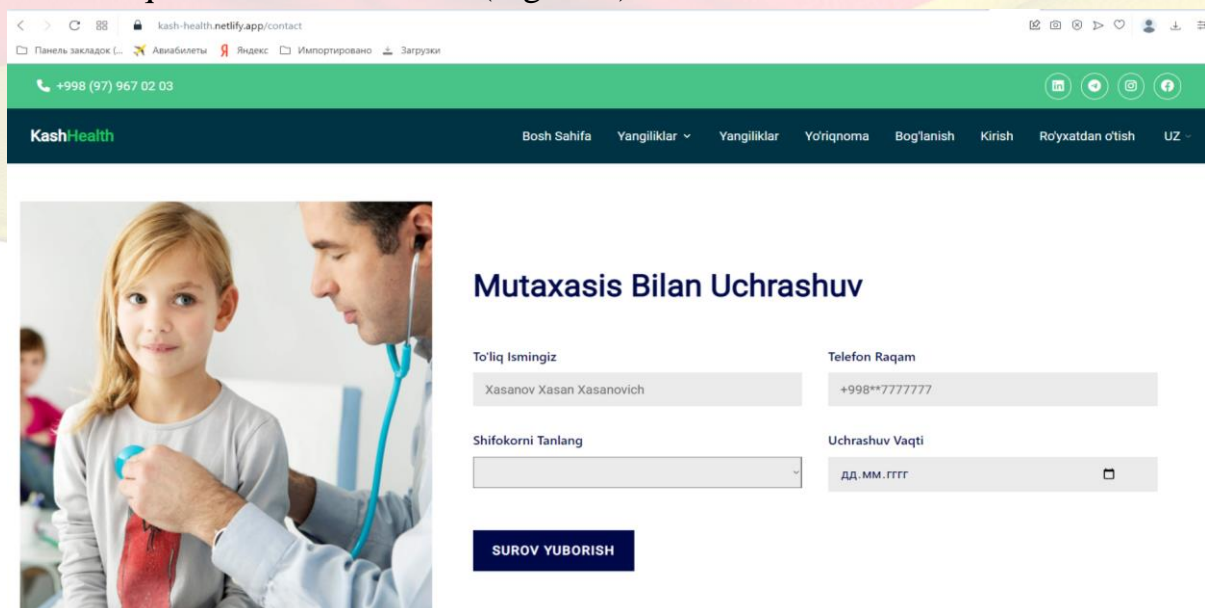 kash-health.netlify.app/contact
Панель закладок (... Авиабилеты Я Яндекс Импортировано Загрузки
+998 (97) 967 02 03 in
KashHealth Bosh Sahifa Yangiliklar Yangiliklar Yo'riqnoma Bog'lanish Kirish Ro'yxatdan o'tish UZ
Mutaxasis Bilan Uchrashuv
To'liq Ismingiz Telefon Raqam
Xasanov Xasan Xasanovich +998**7777777
Shifokorni Tanlang Uchrashuv Vaqti
дд.мм.гггг
SUROV YUBORISH